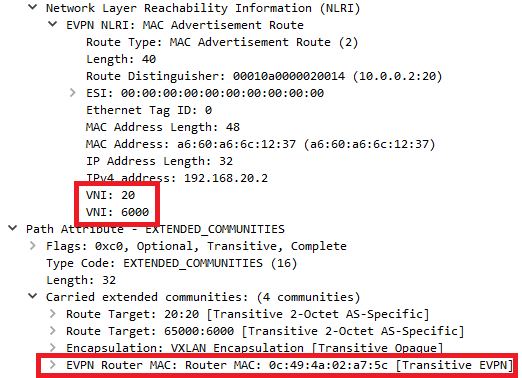 Network Layer Reachability Information (NLRI)
EVPN NLRI: MAC Advertisement Route
Route Type: MAC Advertisement Route (2)
Length: 40
Route Distinguisher: 00010a0000020014 (10.0.0.2:20)
ESI: 00:00:00:00:00:00:00:00:00:00
Ethernet Tag ID: 0
MAC Address Length: 48
MAC Address: a6:60:a6:6c:12:37 (a6:60:a6:6c:12:37)
IP Address Length: 32
IPv4 address: 192.168.20.2
VNI: 20
VNI: 6000
Path Attribute - EXTENDED_COMMUNITIES
Flags: 0xc0, Optional, Transitive, Complete
Type Code: EXTENDED_COMMUNITIES (16)
Length: 32
Carried extended communities: (4 communities)
Route Target: 20:20 [Transitive 2-Octet AS-Specific]
Route Target: 65000:6000 [Transitive 2-Octet AS-Specific]
Encapsulation: VXLAN Encapsulation [Transitive Opaque]
EVPN Router MAC: Router MAC: 0c:49:4a:02:a7:5c [Transitive EVPN]